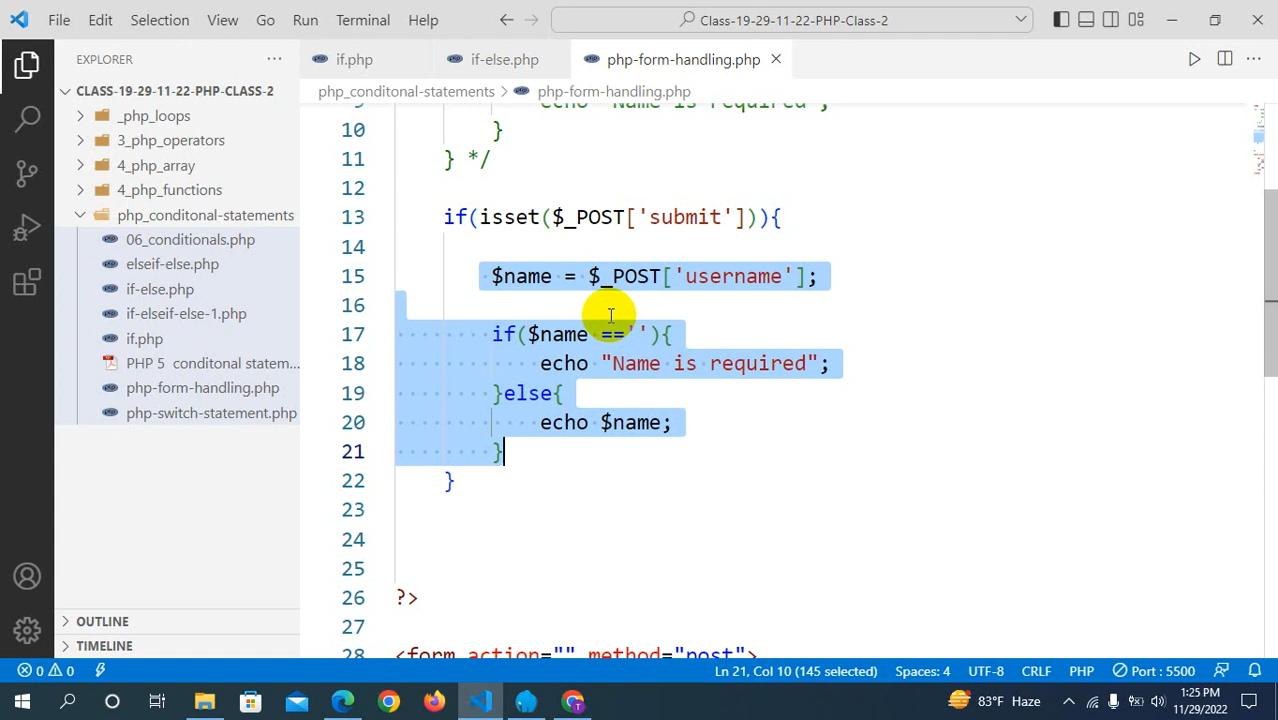 File Edit Selection View Go Run Terminal Help Class-19-29-11-22-PHP-Class-2
EXPLORER
CLASS-19-29-11-22-PHP-CLASS-2
_php_loops
3_php_operators
4_php_array
4_php_functions
php_conditonal-statements
06_conditionals.php
elseif-else.php
if-else.php
if-elseif-else-1.php
if.php
PHP 5 conditonal statem...
php-form-handling.php
php-switch-statement.php
OUTLINE
TIMELINE
if.php if-else.php php-form-handling.php
php_conditonal-statements > php-form-handling.php
9 echo "Name is required";
10 }
11 } */
12
13 if(isset($_POST['submit'])){
14
15 $name = $_POST['username'];
16
17 if($name ==''){
18 echo "Name is required";
19 }else{
20 echo $name;
21 }
22 }
23
24
25
26 ?>
27
28 <form action="" method="post">
0 0 Ln 21, Col 10 (145 selected) Spaces: 4 UTF-8 CRLF PHP Port : 5500
83°F Haze 1:25 PM
11/29/2022